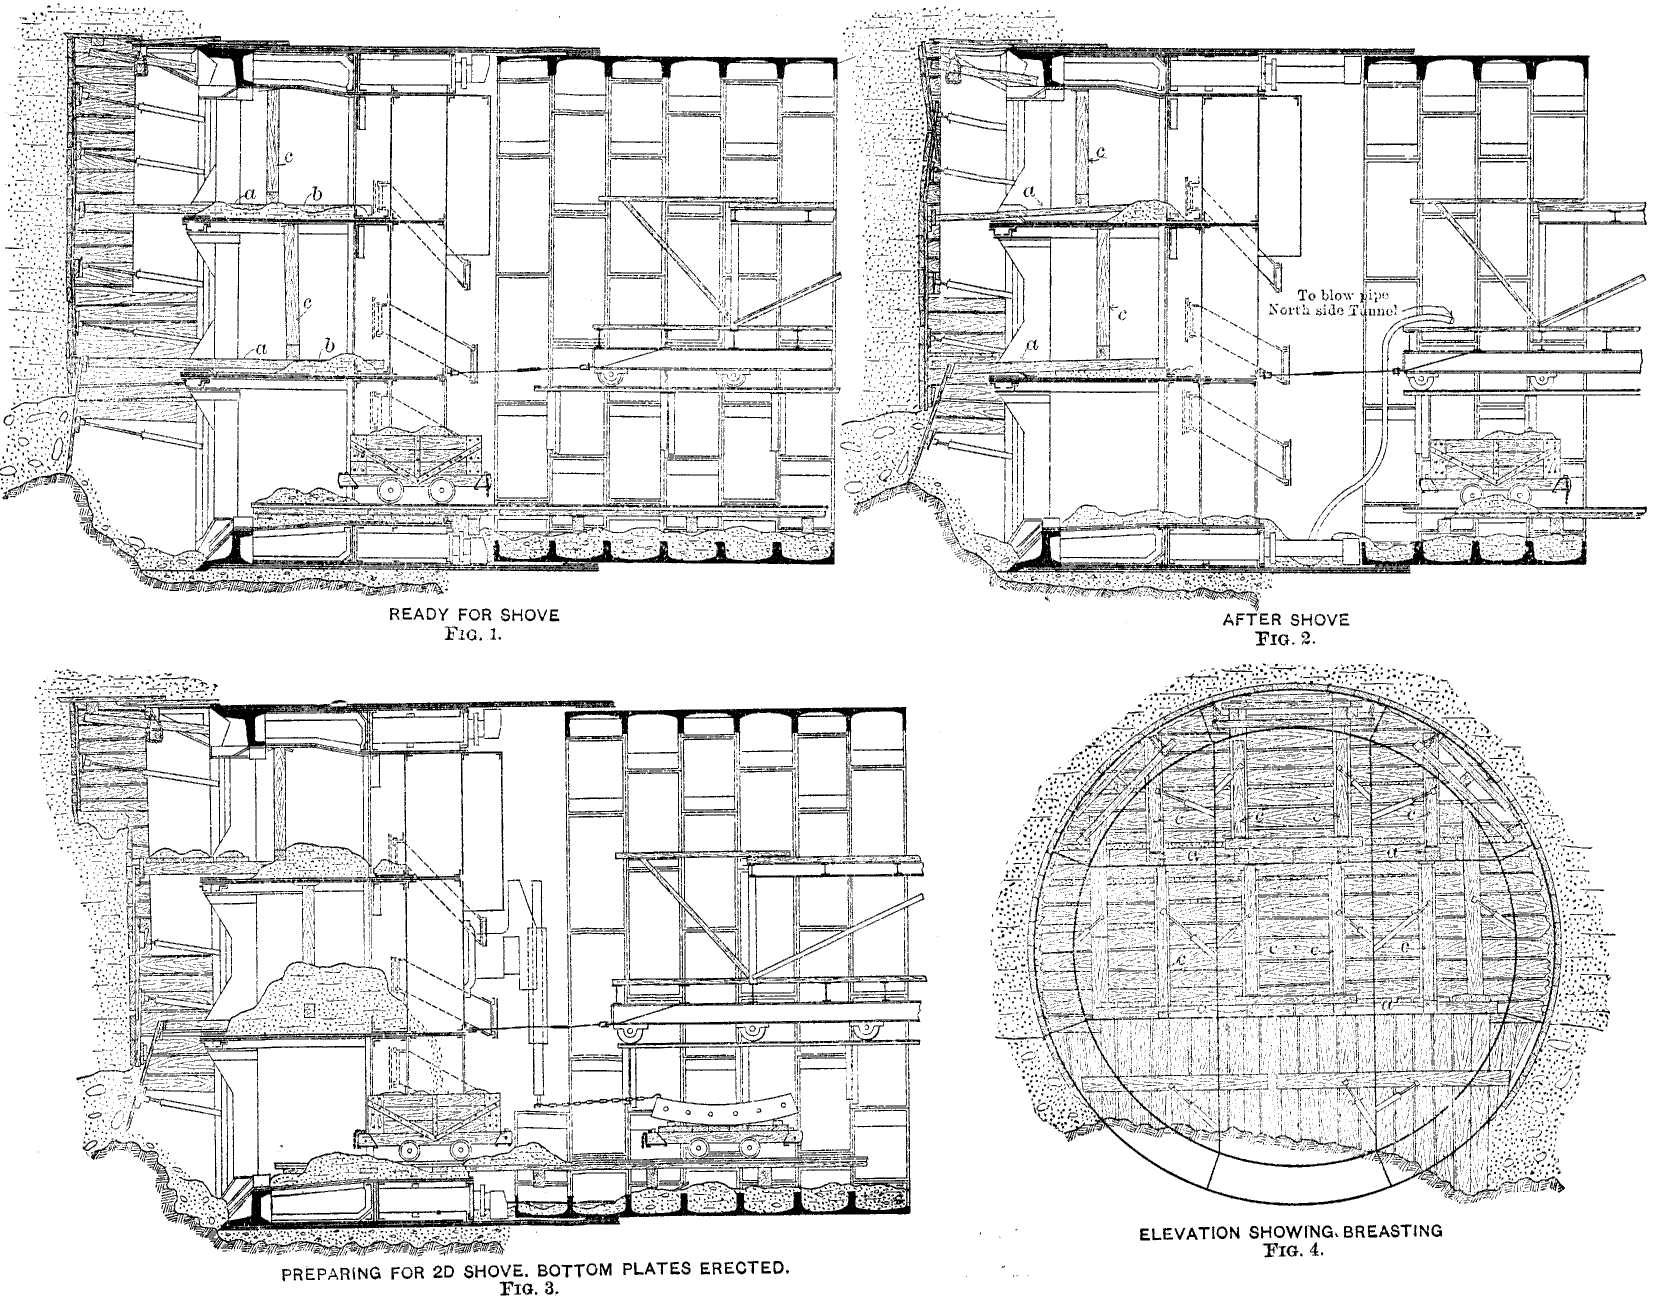 c
a
b
c
a
b
READY FOR SHOVE
FIG. 1.
c
a
To blow pipe
North side Tunnel
c
a
AFTER SHOVE
FIG. 2.
PREPARING FOR 2D SHOVE. BOTTOM PLATES ERECTED.
FIG. 3.
c c c c
a a
c c c c c
a
ELEVATION SHOWING BREASTING
FIG. 4.